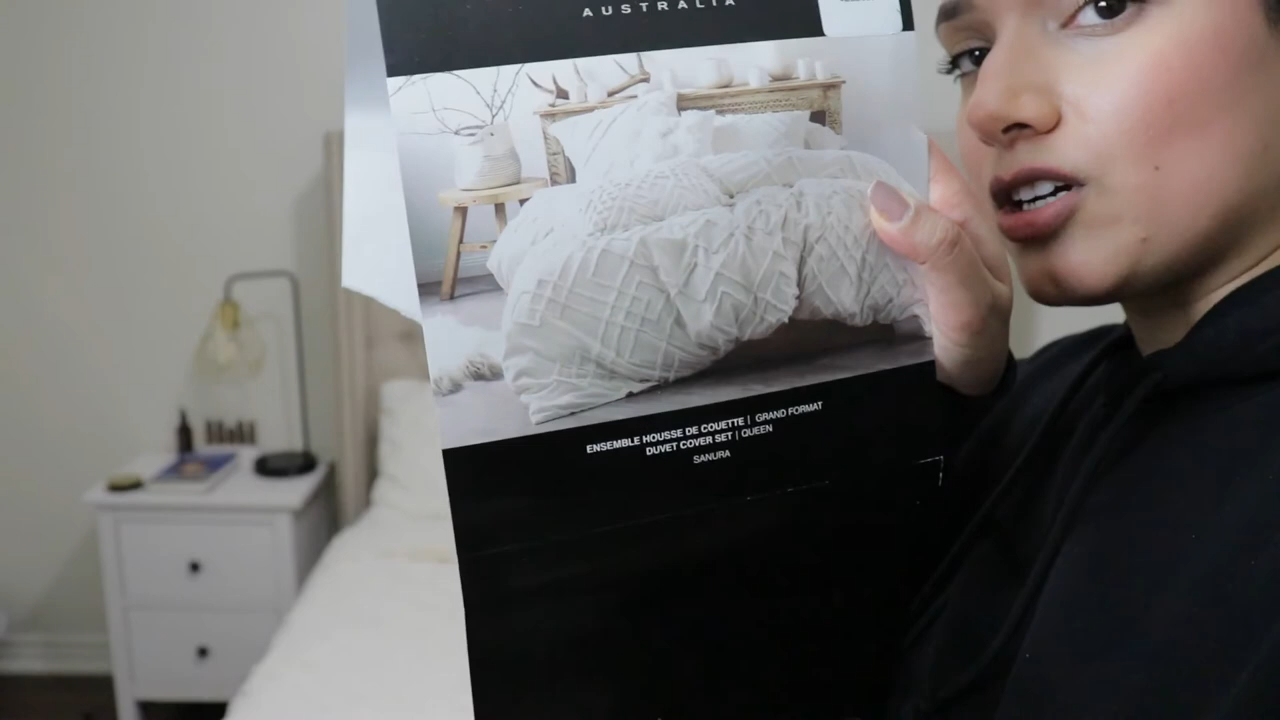 AUSTRALIA
ENSEMBLE HOUSSE DE COUETTE | GRAND FORMAT
DUVET COVER SET | QUEEN
SANURA